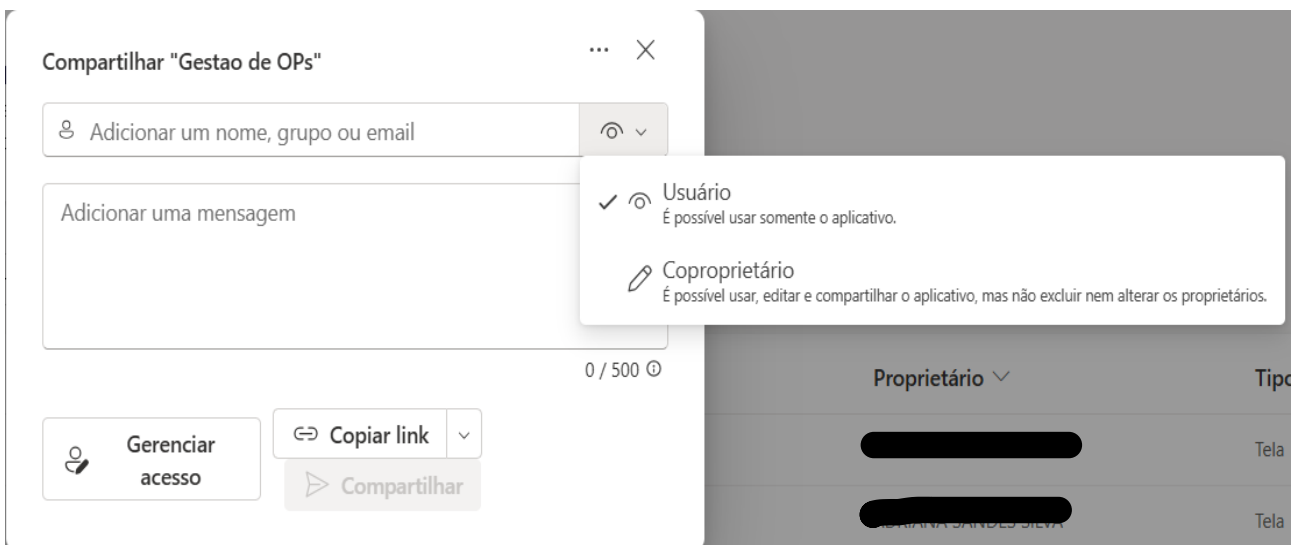 Compartilhar "Gestao de OPs"
Adicionar um nome, grupo ou email
Usuário
É possível usar somente o aplicativo.
Adicionar uma mensagem
Coproprietário
É possível usar, editar e compartilhar o aplicativo, mas não excluir nem alterar os proprietários.
0 / 500
Proprietário
Gerenciar
acesso
Copiar link
Compartilhar
Tela
Tela